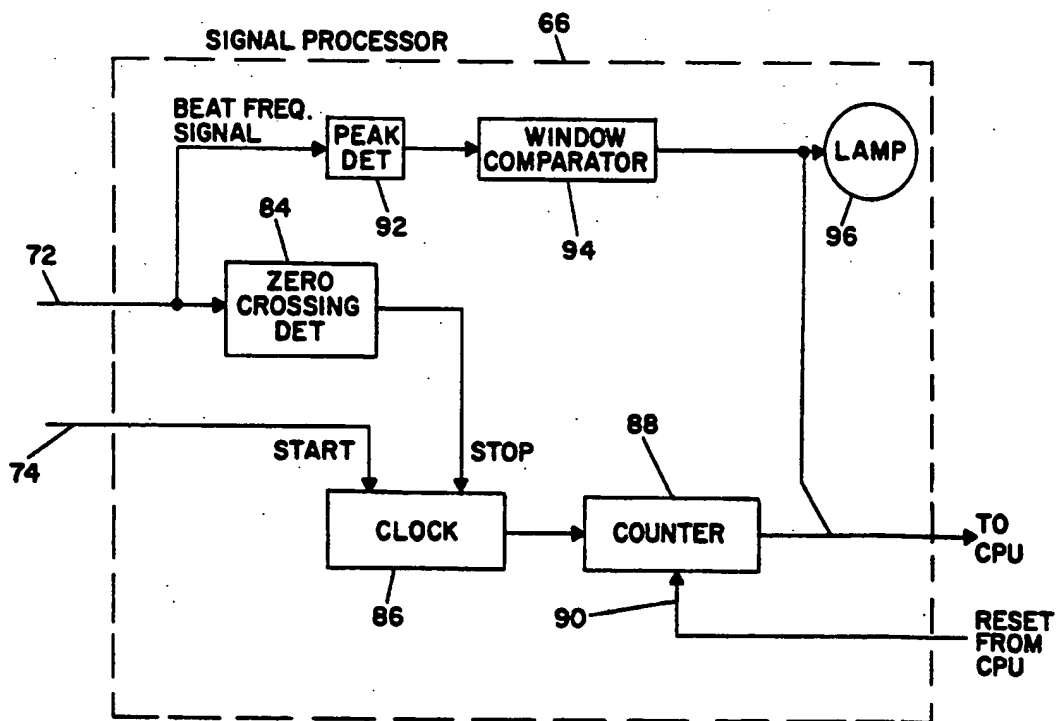 SIGNAL PROCESSOR
66
BEAT FREQ.
SIGNAL
PEAK
DET
WINDOW
COMPARATOR
LAMP
92
94
96
84
72
ZERO
CROSSING
DET
74
START
STOP
88
CLOCK
COUNTER
TO
CPU
86
90
RESET
FROM
CPU